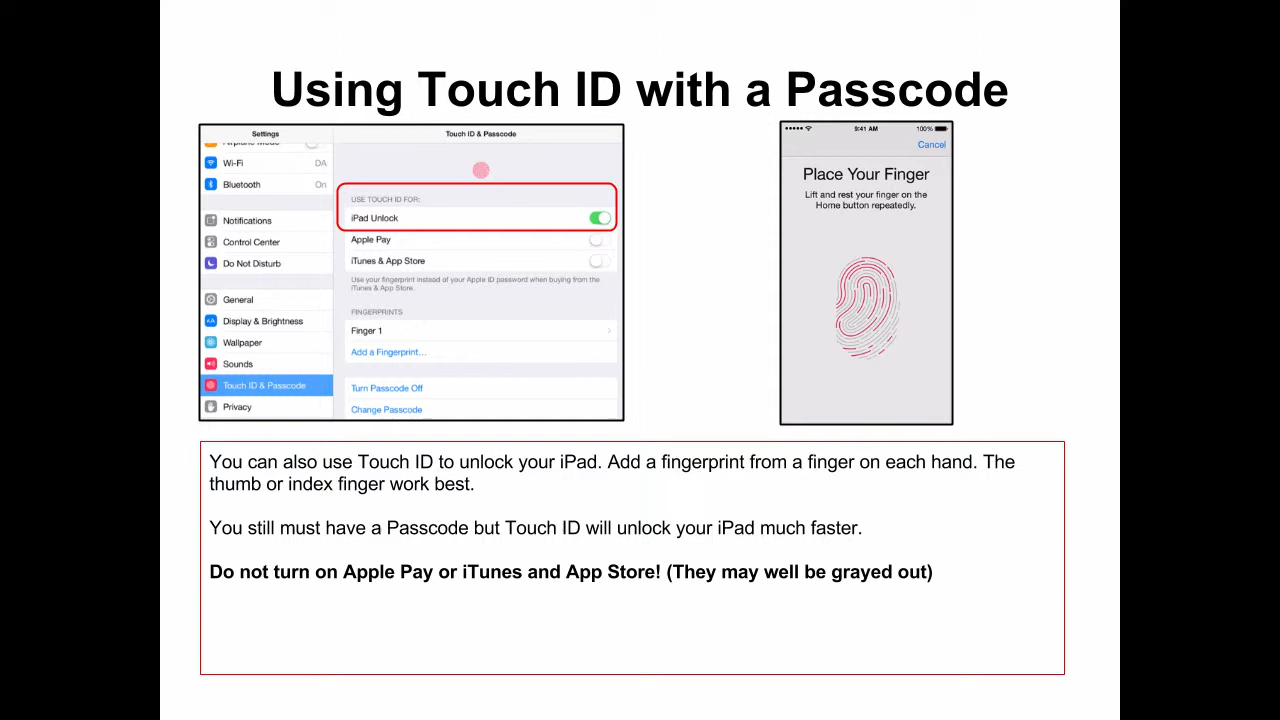 Using Touch ID with a Passcode
Settings
Touch ID & Passcode
Airplane Mode
Wi-Fi DA
Bluetooth On
Notifications
Control Center
Do Not Disturb
General
Display & Brightness
Wallpaper
Sounds
Touch ID & Passcode
Privacy
USE TOUCH ID FOR:
iPad Unlock
Apple Pay
iTunes & App Store
Use your fingerprint instead of your Apple ID password when buying from the
iTunes & App Store.
FINGERPRINTS
Finger 1
Add a Fingerprint...
Turn Passcode Off
Change Passcode
9:41 AM 100%
Cancel
Place Your Finger
Lift and rest your finger on the
Home button repeatedly.
You can also use Touch ID to unlock your iPad. Add a fingerprint from a finger on each hand. The
thumb or index finger work best.
You still must have a Passcode but Touch ID will unlock your iPad much faster.
Do not turn on Apple Pay or iTunes and App Store! (They may well be grayed out)